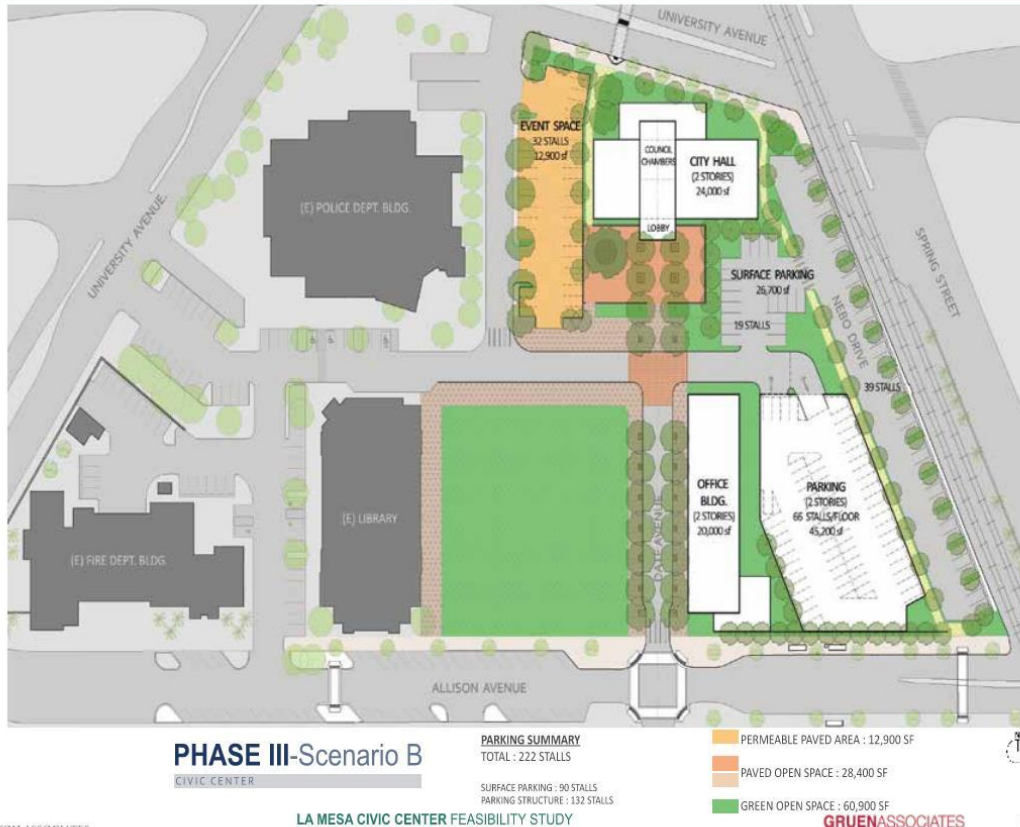 UNIVERSITY AVENUE
EVENT SPACE
32 STALLS
12,900 sf
COUNCIL
CHAMBERS
CITY HALL
(2 STORIES)
24,000 sf
LOBBY
(E) POLICE DEPT. BLDG.
UNIVERSITY AVENUE
SPRING STREET
SURFACE PARKING
26,700 sf
19 STALLS
NEBO DRIVE
39 STALLS
OFFICE
BLDG.
(2 STORIES)
20,000 sf
PARKING
(2 STORIES)
66 STALLS/FLOOR
45,200 sf
(E) LIBRARY
(E) FIRE DEPT. BLDG.
ALLISON AVENUE
PHASE III-Scenario B
CIVIC CENTER
PARKING SUMMARY
TOTAL : 222 STALLS
SURFACE PARKING : 90 STALLS
PARKING STRUCTURE : 132 STALLS
PERMEABLE PAVED AREA : 12,900 SF
PAVED OPEN SPACE : 28,400 SF
GREEN OPEN SPACE : 60,900 SF
LA MESA CIVIC CENTER FEASIBILITY STUDY
GRUENASSOCIATES